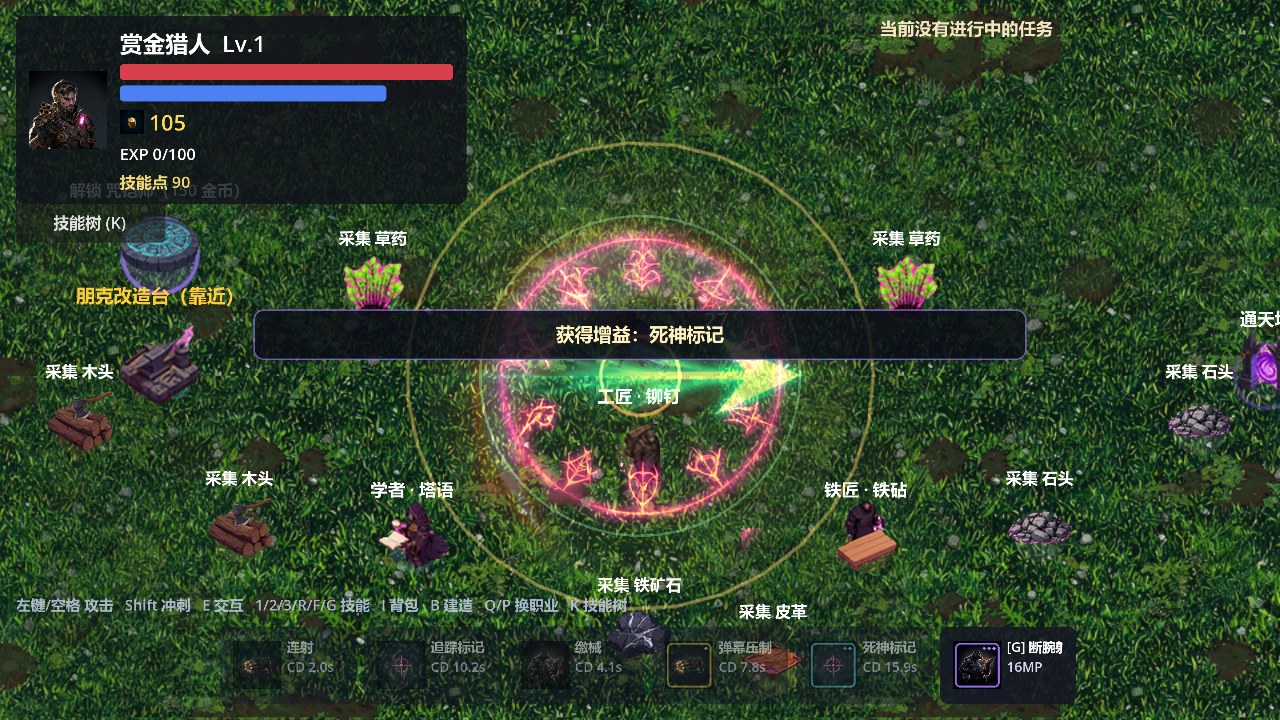 赏金猎人 Lv.1
当前没有进行中的任务
105
EXP 0/100
技能点 90
技能树 (K)
采集 草药
采集 草药
朋克改造台（靠近）
获得增益：死神标记
采集 木头
采集 石头
工匠 · 铆钉
采集 木头
学者 · 塔语
铁匠 · 铁砧
采集 石头
采集 铁矿石
采集 皮革
左键/空格 攻击 Shift 冲刺 E 交互 1/2/3/R/F/G 技能 I 背包 · B 建造 Q/P 换职业 K 技能树
连射
CD 2.0s
追踪标记
CD 10.2s
缴械
CD 4.1s
弹幕压制
CD 7.8s
死神标记
CD 15.9s
[G] 断腕
16MP